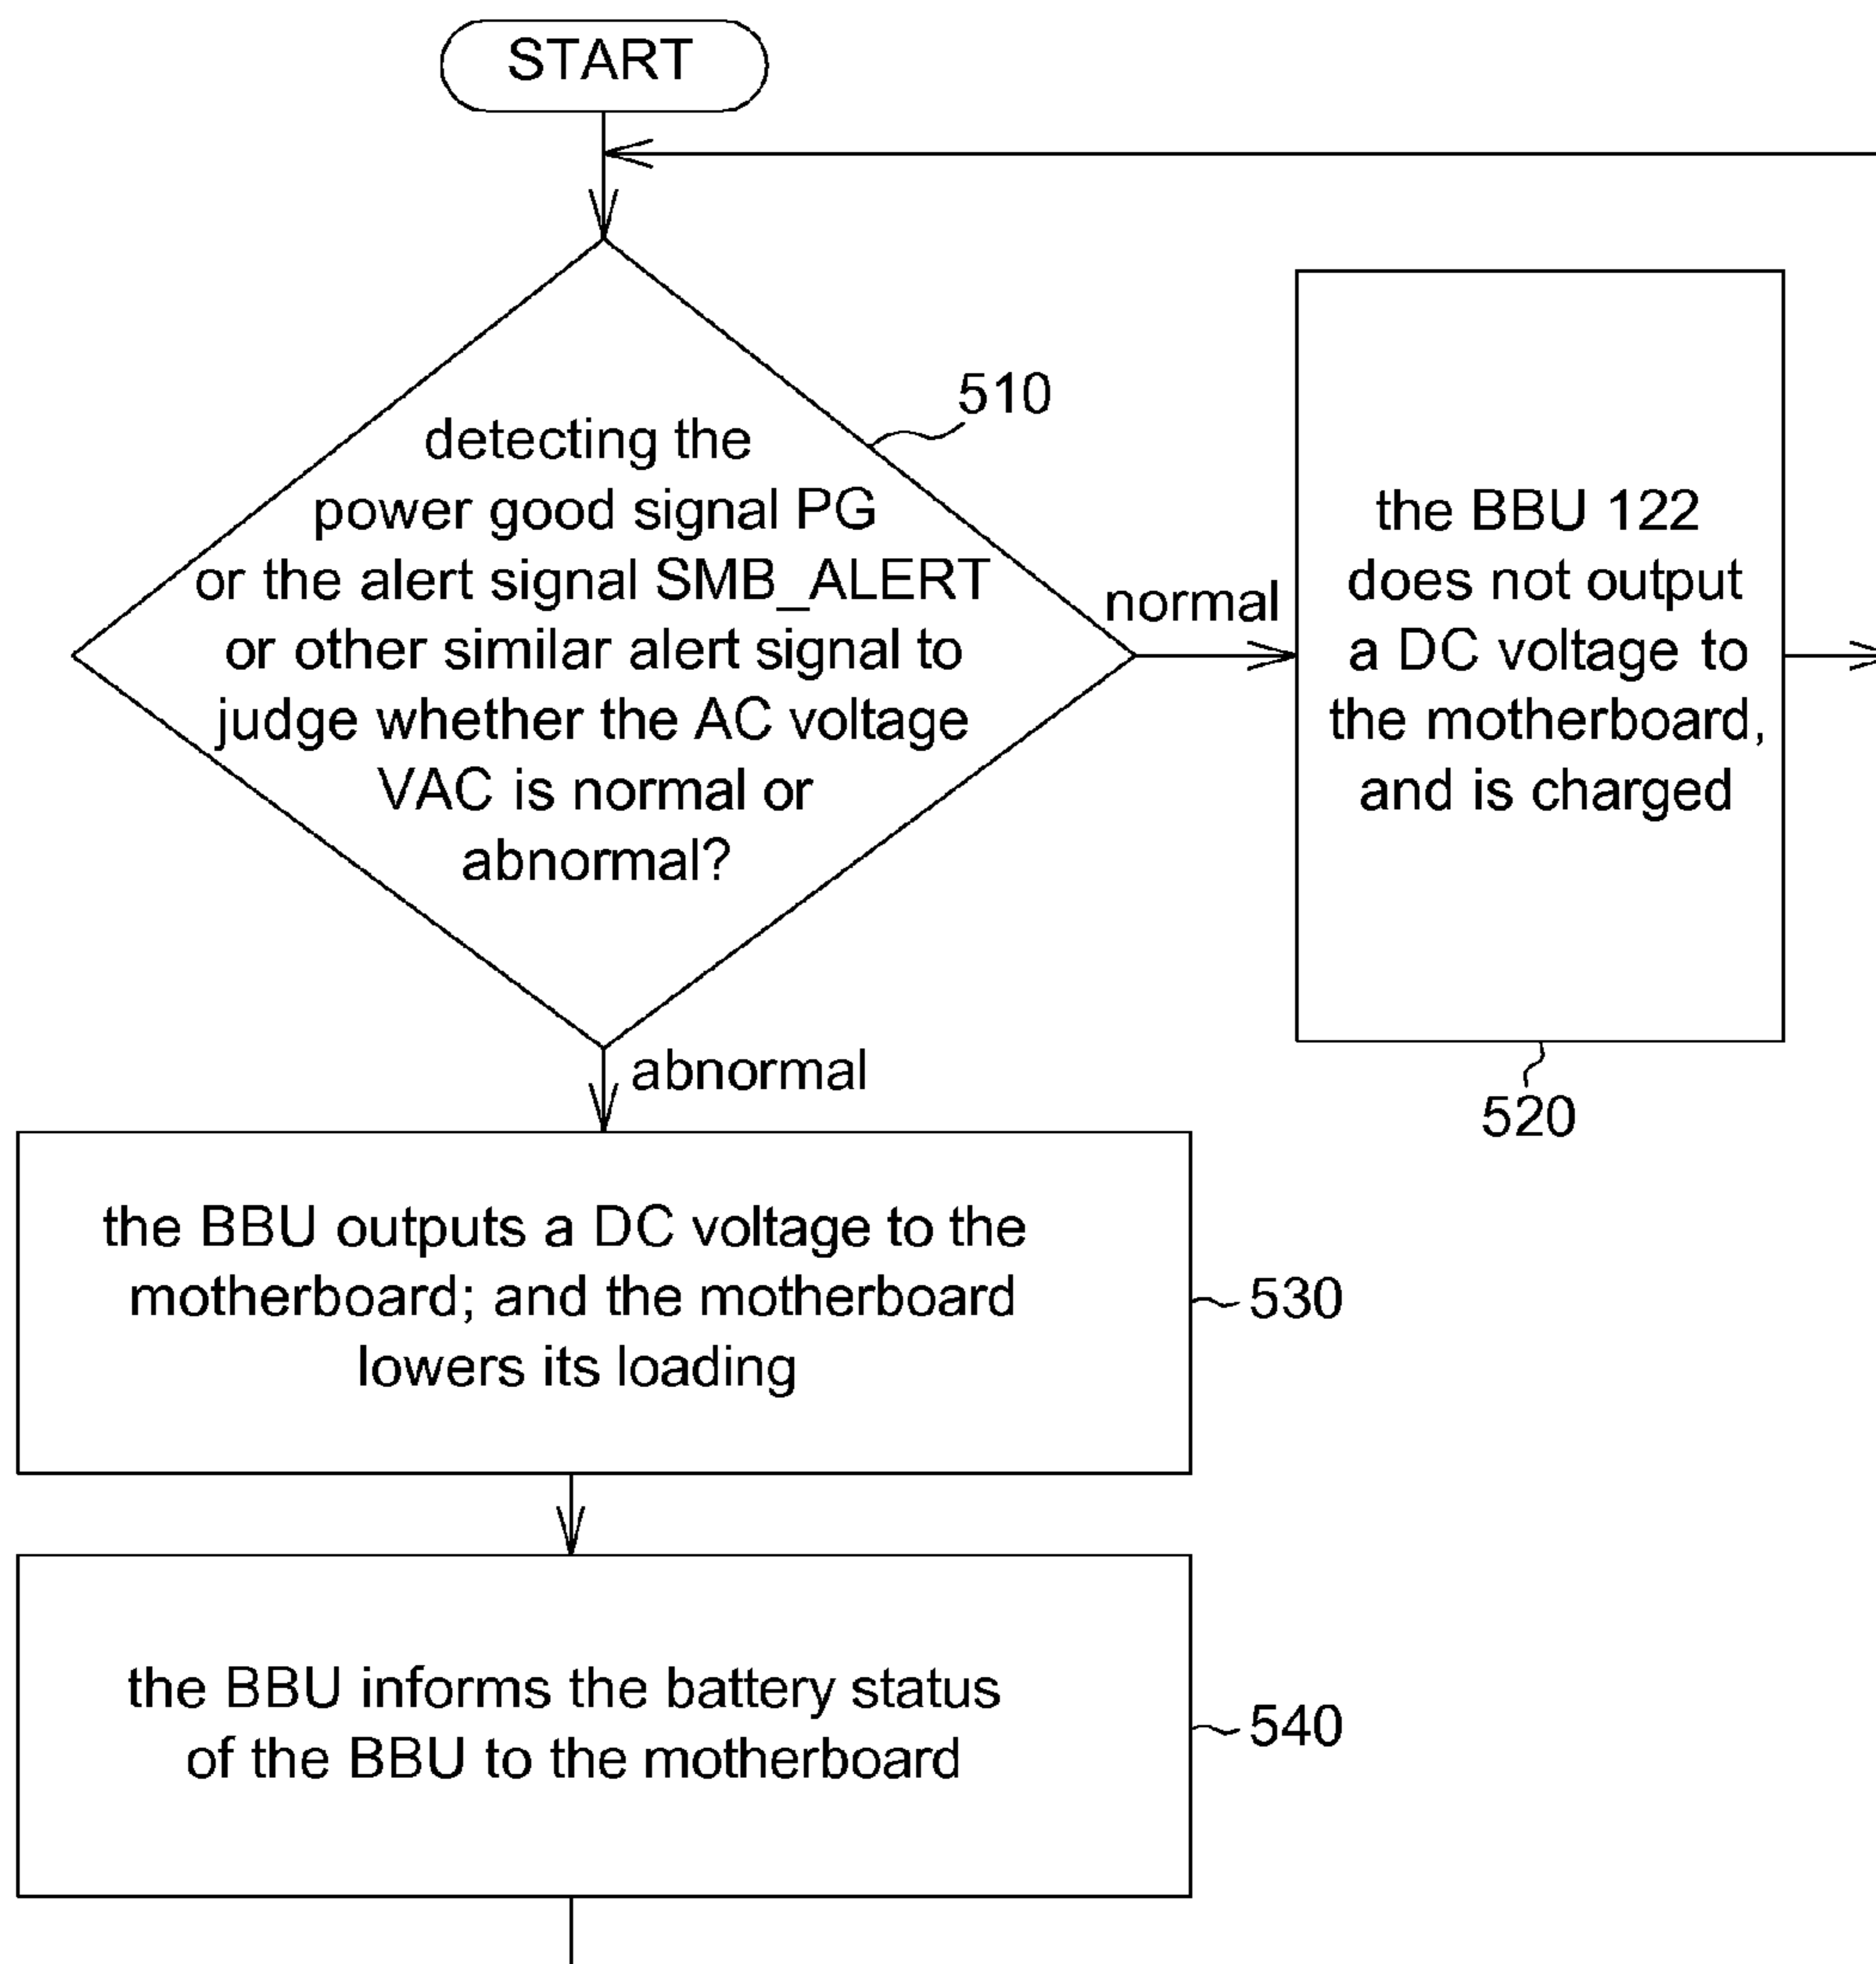 START
510
detecting the
power good signal PG
or the alert signal SMB_ALERT
or other similar alert signal to
judge whether the AC voltage
VAC is normal or
abnormal?
normal
the BBU 122
does not output
a DC voltage to
the motherboard,
and is charged
520
abnormal
the BBU outputs a DC voltage to the
motherboard; and the motherboard
lowers its loading
530
the BBU informs the battery status
of the BBU to the motherboard
540